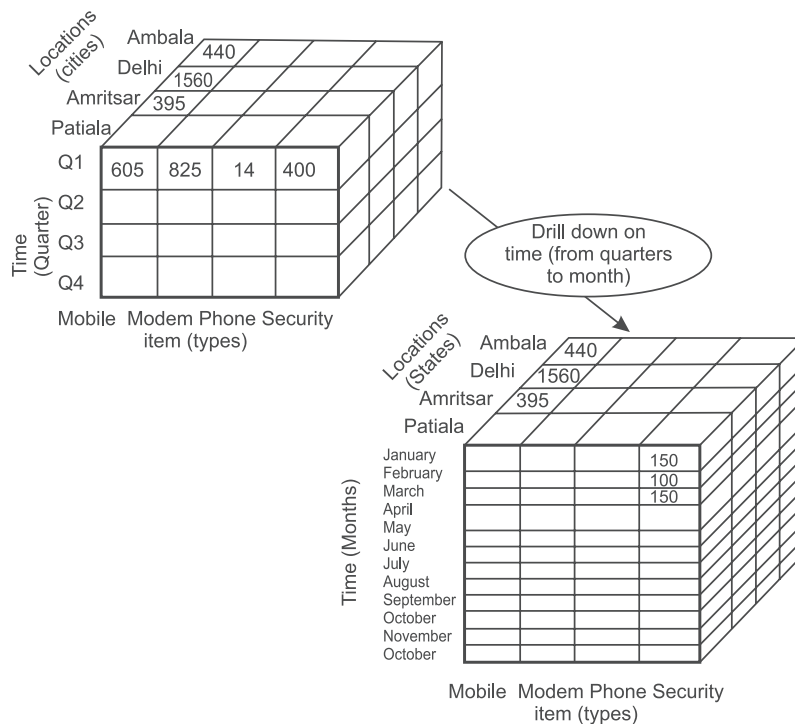 Locations
(cities)
Ambala
Delhi
Amritsar
Patiala
440
1560
395
Time
(Quarter)
Q1
Q2
Q3
Q4
605 825 14 400
Mobile Modem Phone Security
item (types)
Drill down on
time (from quarters
to month)
Locations
(States)
Ambala
Delhi
Amritsar
Patiala
440
1560
395
Time (Months)
January
February
March
April
May
June
July
August
September
October
November
October
150
100
150
Mobile Modem Phone Security
item (types)